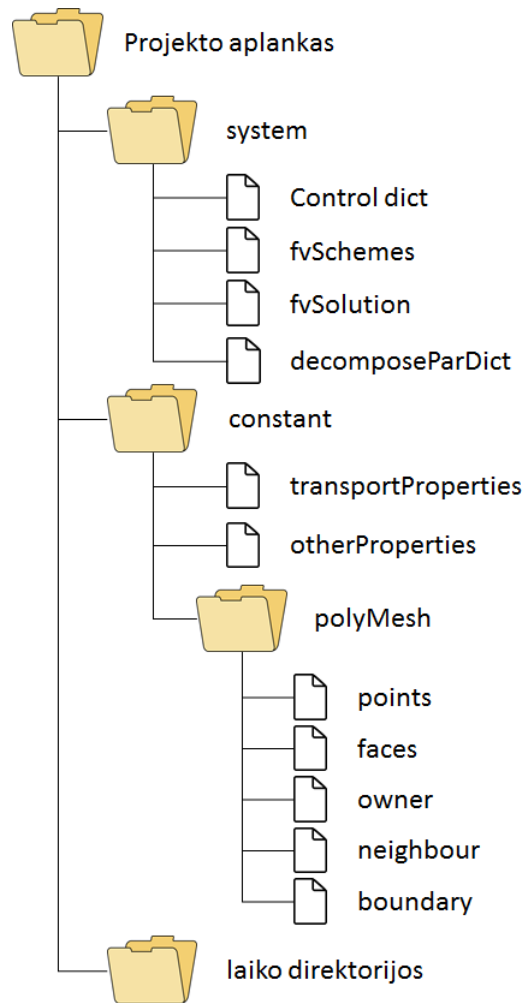 Projekto aplankas
system
Control dict
fvSchemes
fvSolution
decomposeParDict
constant
transportProperties
otherProperties
polyMesh
points
faces
owner
neighbour
boundary
laiko direktorijos